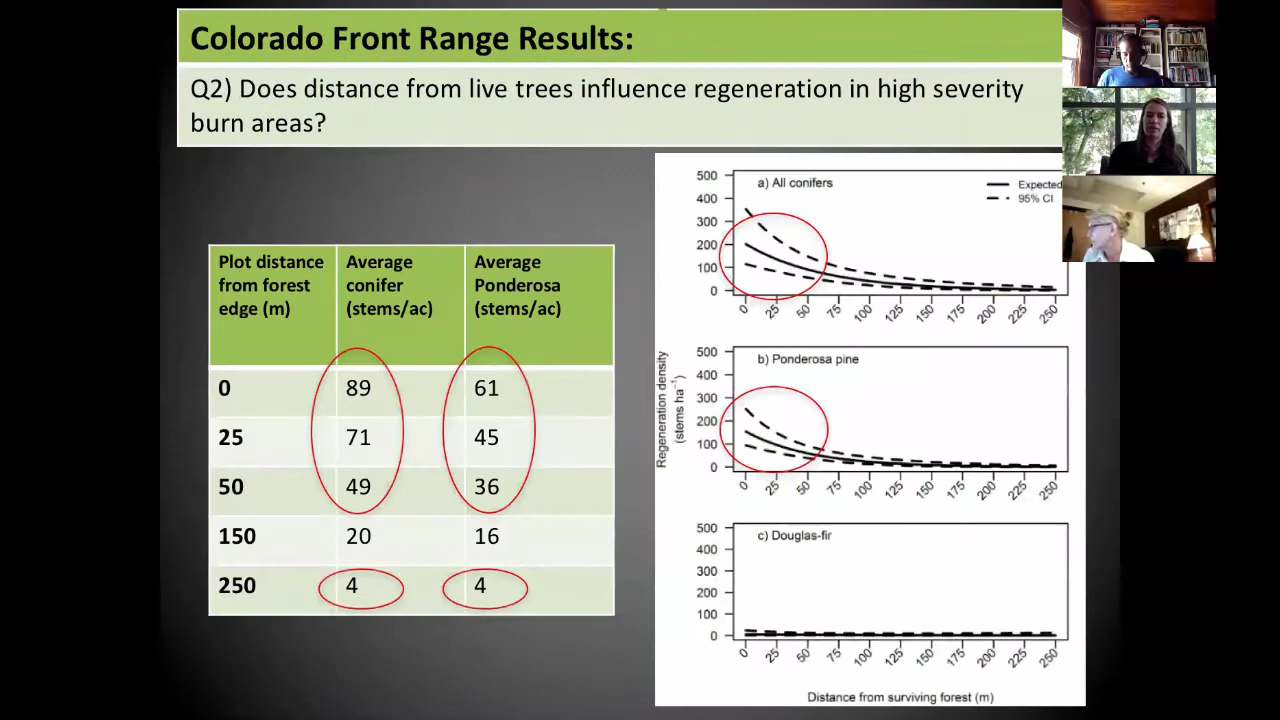 Colorado Front Range Results:
Q2) Does distance from live trees influence regeneration in high severity
burn areas?
Plot distance
from forest
edge (m)
Average
conifer
(stems/ac)
Average
Ponderosa
(stems/ac)
0 89 61
25 71 45
50 49 36
150 20 16
250 4 4
a) All conifers
Expected
95% CI
500
400
300
200
100
0
0 25 50 75 100 125 150 175 200 225 250
b) Ponderosa pine
500
400
300
200
100
0
0 25 50 75 100 125 150 175 200 225 250
Regeneration density
(stems ha⁻¹)
c) Douglas-fir
500
400
300
200
100
0
0 25 50 75 100 125 150 175 200 225 250
Distance from surviving forest (m)